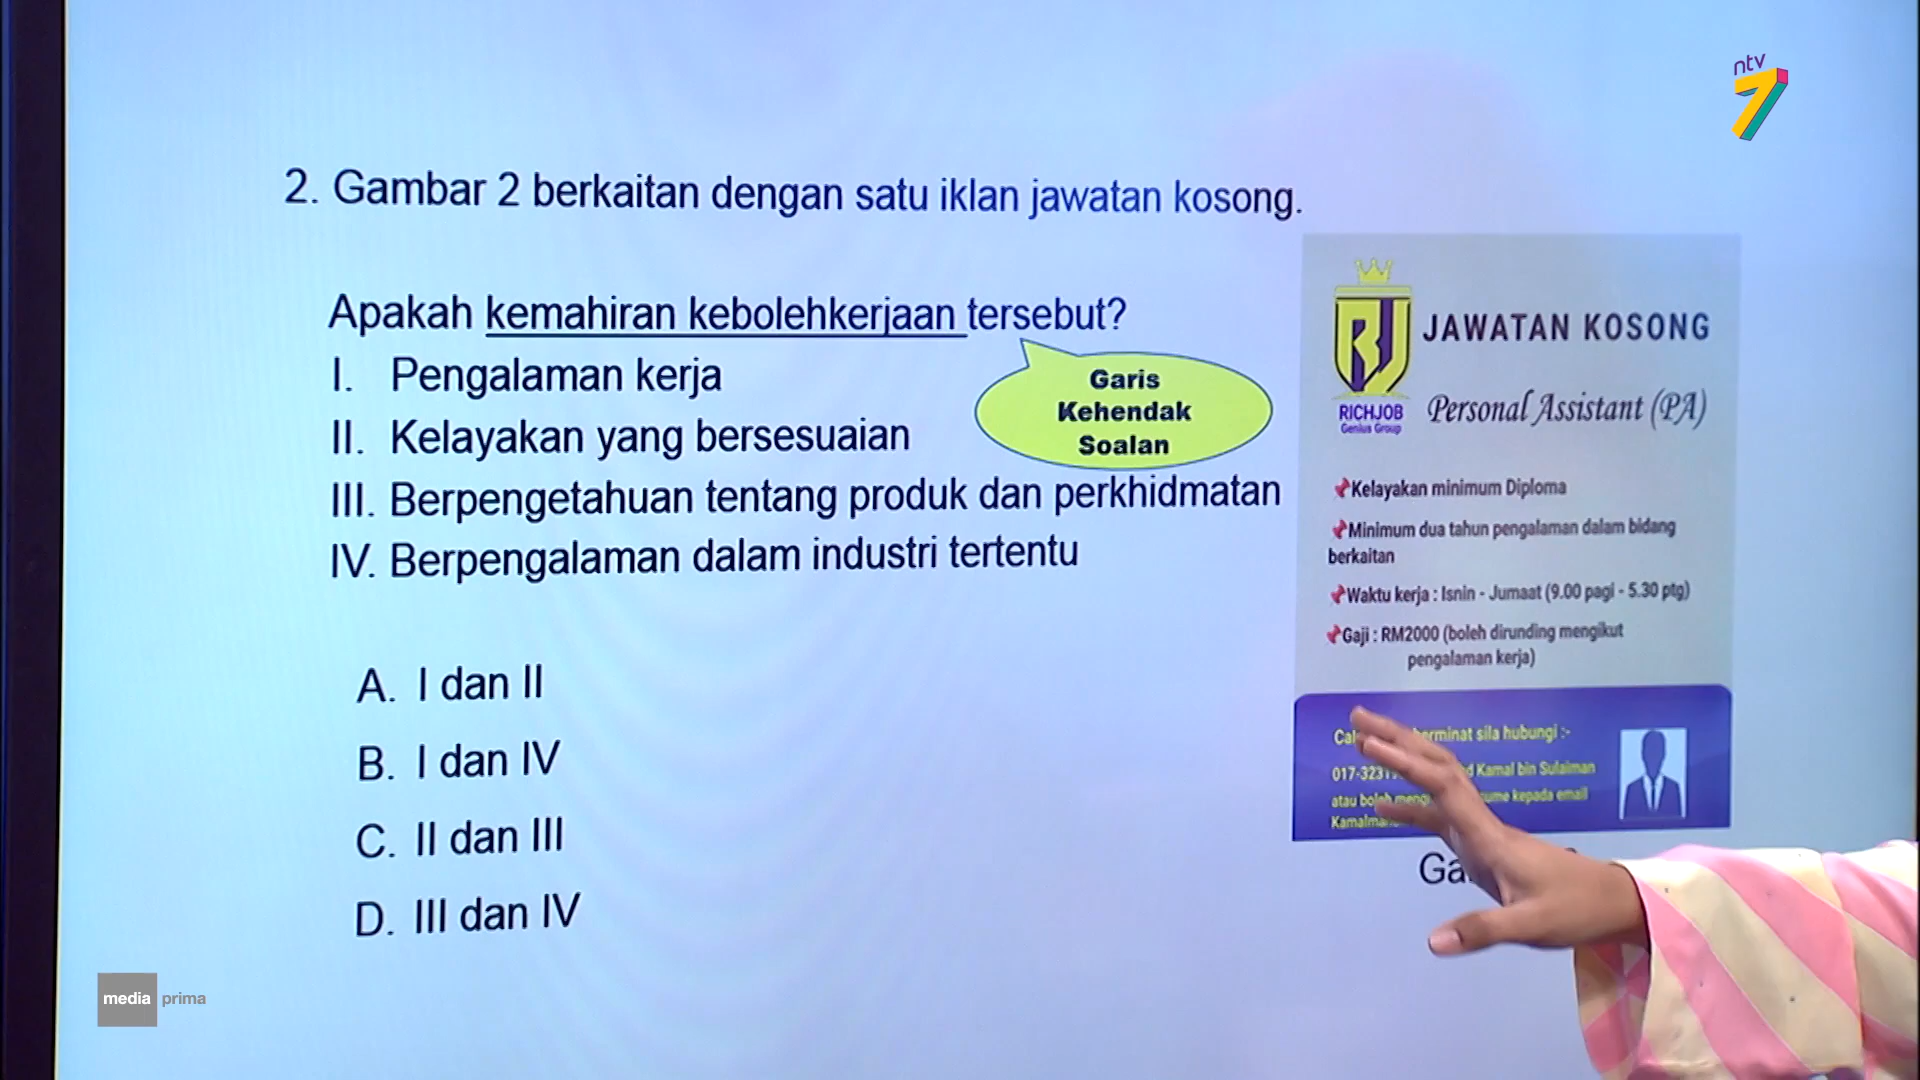 ntv
7
2. Gambar 2 berkaitan dengan satu iklan jawatan kosong.
Apakah kemahiran kebolehkerjaan tersebut?
I. Pengalaman kerja
II. Kelayakan yang bersesuaian
III. Berpengetahuan tentang produk dan perkhidmatan
IV. Berpengalaman dalam industri tertentu
Garis
Kehendak
Soalan
A. I dan II
B. I dan IV
C. II dan III
D. III dan IV
RJ
RICHJOB
Genius Group
JAWATAN KOSONG
Personal Assistant (PA)
Kelayakan minimum Diploma
Minimum dua tahun pengalaman dalam bidang
berkaitan
Waktu kerja : Isnin - Jumaat (9.00 pagi - 5.30 ptg)
Gaji : RM2000 (boleh dirunding mengikut
pengalaman kerja)
sila hubungi :-
Kamal bin Sulaiman
atau boleh kepada email
media prima